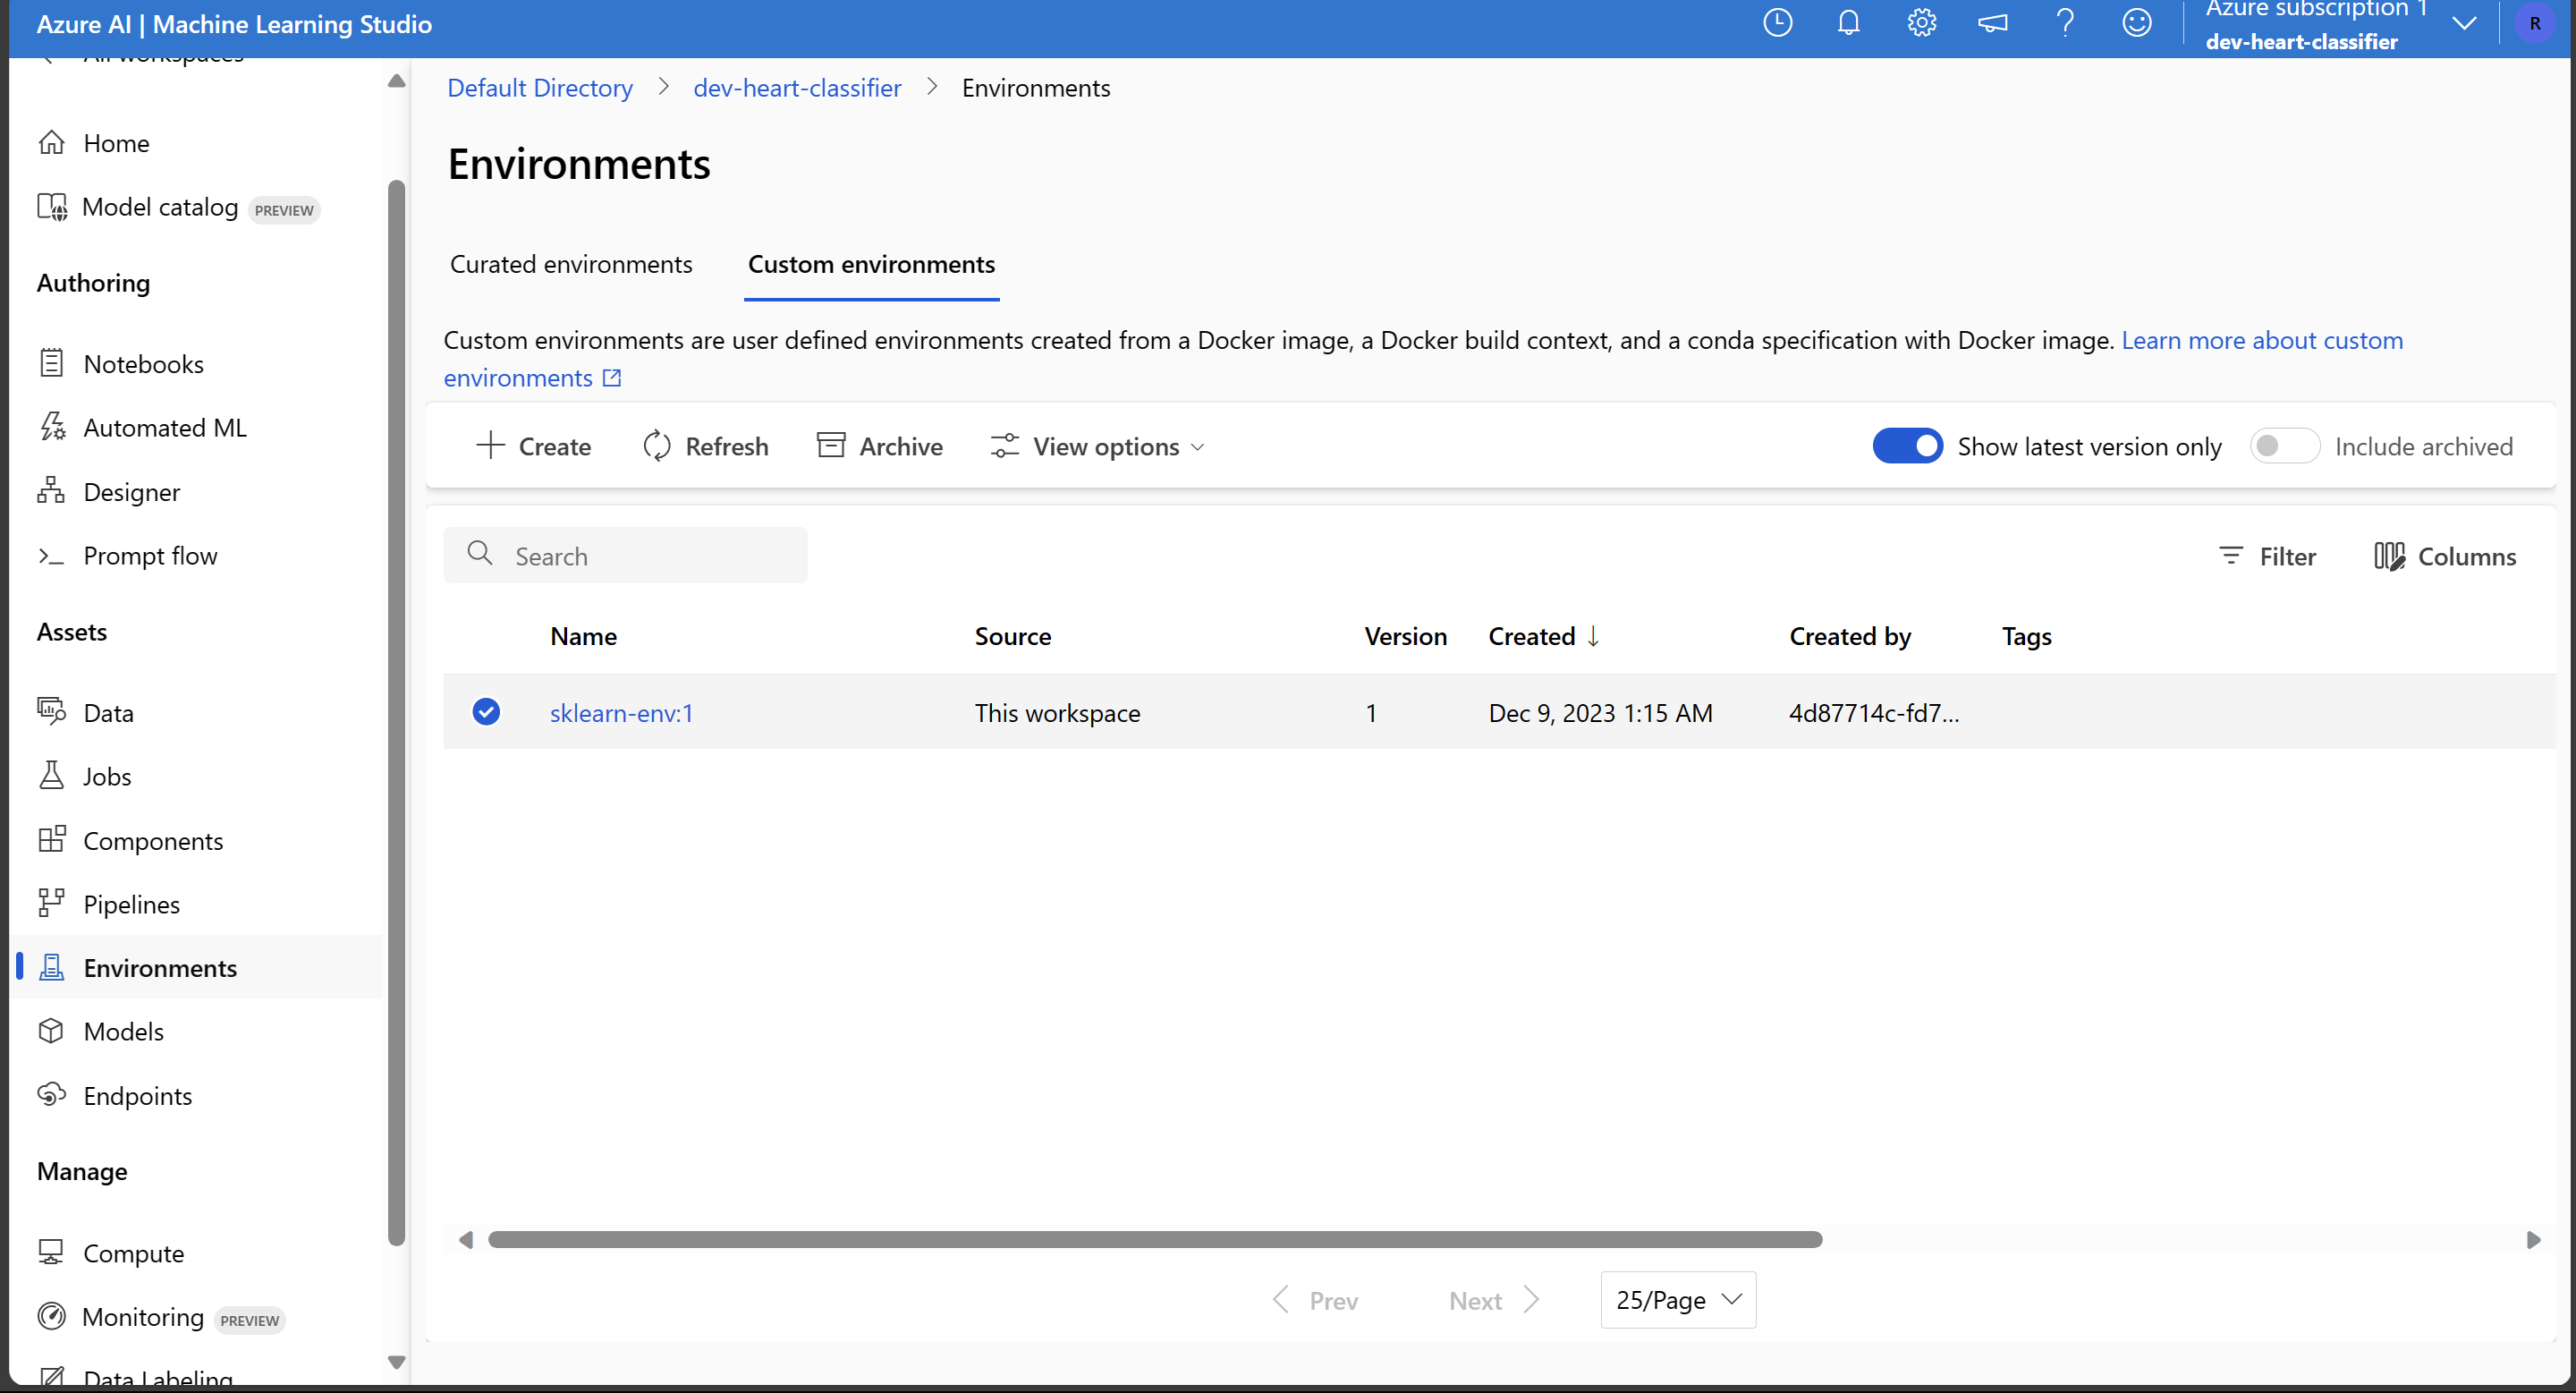 Azure AI | Machine Learning Studio
Azure subscription 1
dev-heart-classifier
R
All workspaces
Home
Model catalog PREVIEW
Authoring
Notebooks
Automated ML
Designer
Prompt flow
Assets
Data
Jobs
Components
Pipelines
Environments
Models
Endpoints
Manage
Compute
Monitoring PREVIEW
Data Labeling
Default Directory > dev-heart-classifier > Environments
Environments
Curated environments Custom environments
Custom environments are user defined environments created from a Docker image, a Docker build context, and a conda specification with Docker image. Learn more about custom
environments
Create Refresh Archive View options Show latest version only Include archived
Search Filter Columns
Name Source Version Created ↓ Created by Tags
sklearn-env:1 This workspace 1 Dec 9, 2023 1:15 AM 4d87714c-fd7...
Prev Next 25/Page